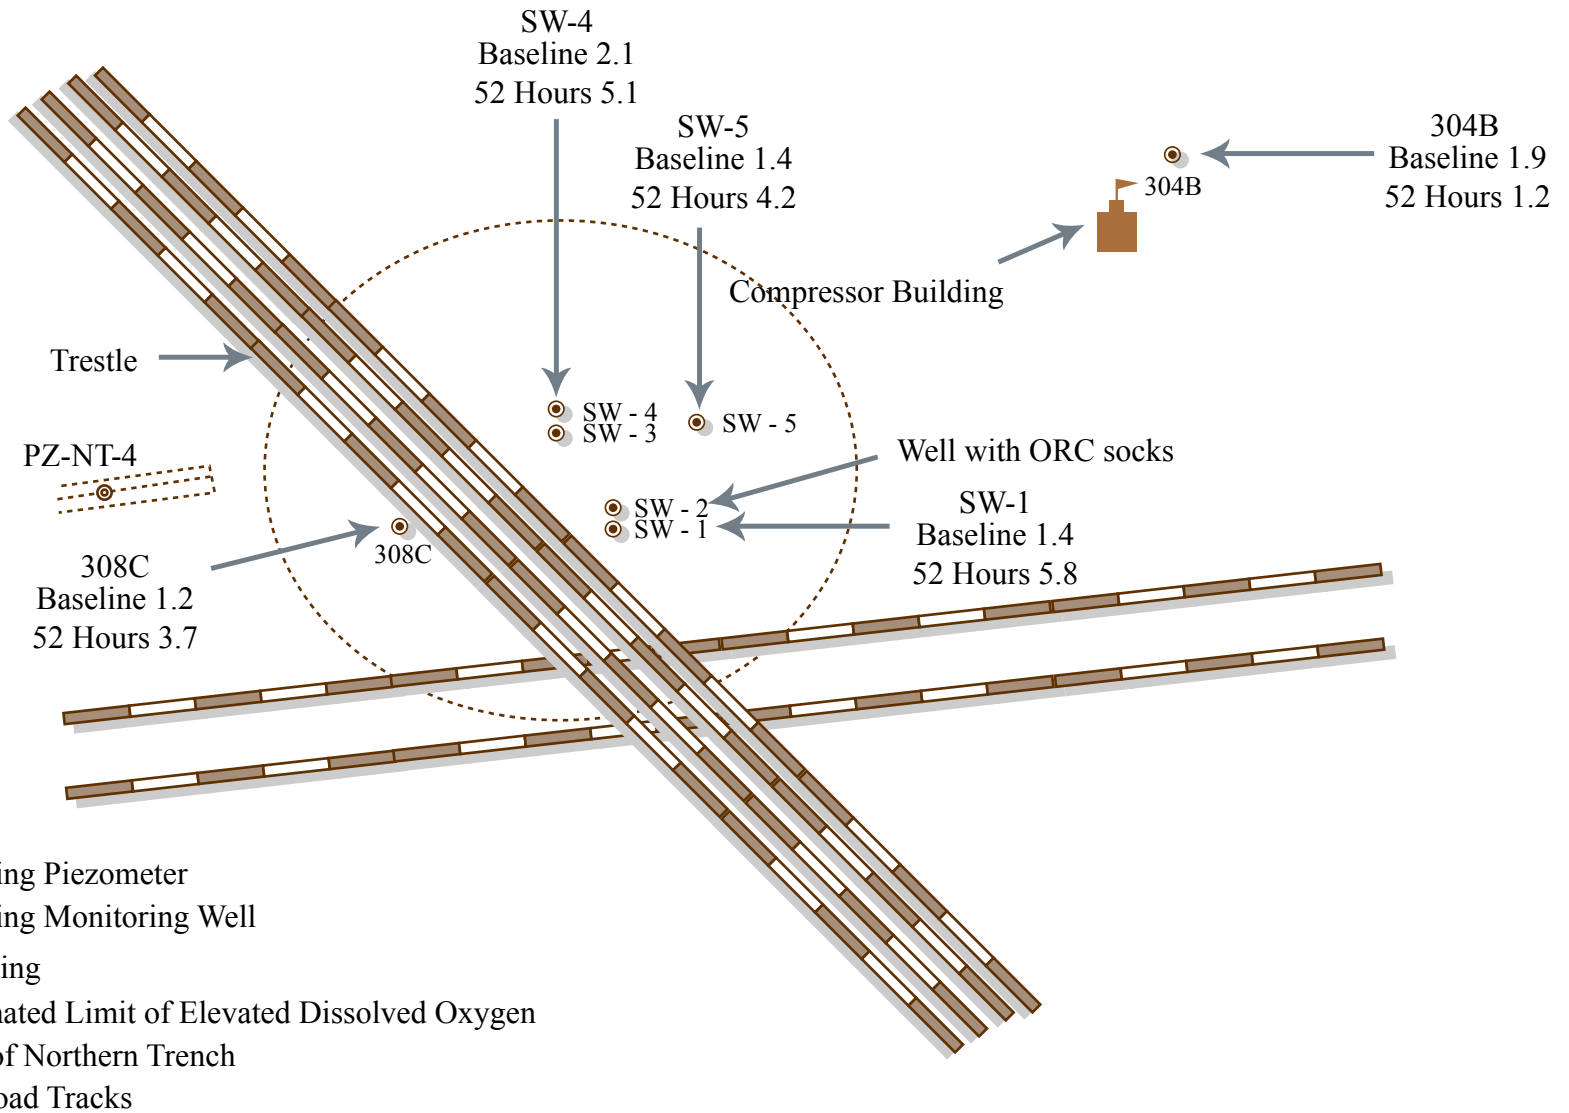 SW-4
Baseline 2.1
52 Hours 5.1
SW-5
Baseline 1.4
52 Hours 4.2
304B
Baseline 1.9
52 Hours 1.2
304B
Compressor Building
Trestle
SW - 4
SW - 3
SW - 5
PZ-NT-4
Well with ORC socks
SW - 2
SW - 1
SW-1
Baseline 1.4
52 Hours 5.8
308C
308C
Baseline 1.2
52 Hours 3.7
ing Piezometer
ing Monitoring Well
ing
ated Limit of Elevated Dissolved Oxygen
of Northern Trench
oad Tracks